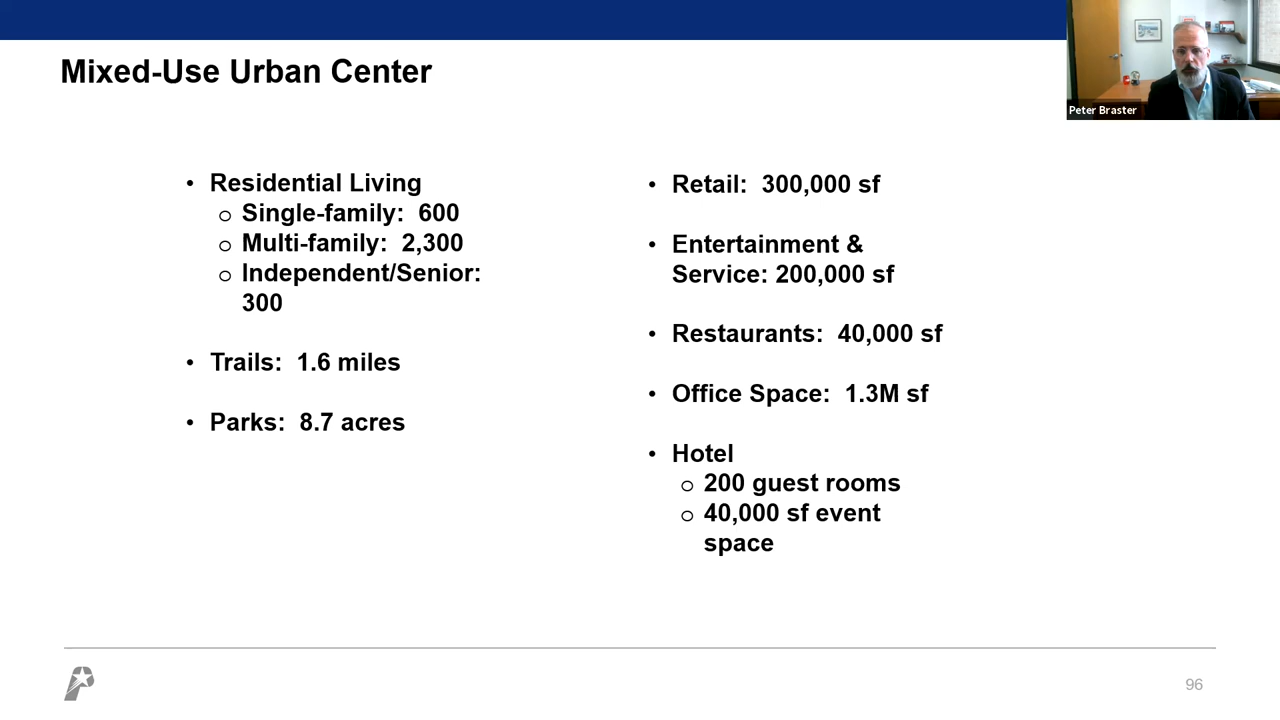 Mixed-Use Urban Center
Peter Braster
• Residential Living
o Single-family: 600
o Multi-family: 2,300
o Independent/Senior:
300
• Trails: 1.6 miles
• Parks: 8.7 acres
• Retail: 300,000 sf
• Entertainment &
Service: 200,000 sf
• Restaurants: 40,000 sf
• Office Space: 1.3M sf
• Hotel
o 200 guest rooms
o 40,000 sf event
space
96